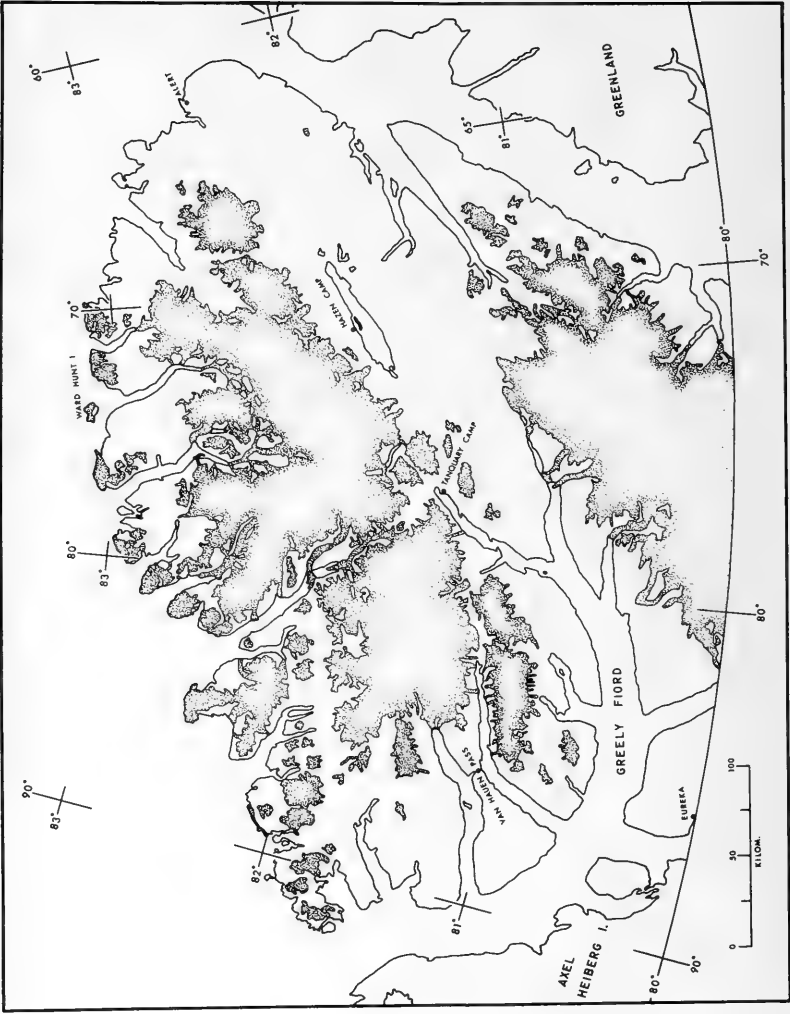 60°
83°
ALERT
82°
70°
WARD HUNT I
HAZEN CAMP
65°
81°
GREENLAND
80°
70°
80°
83°
TANQUARY CAMP
80°
90°
83°
GREELY FIORD
VAN HAUEN PASS
82°
81°
EUREKA
AXEL
HEIBERG I.
80°
90°
0 50 100
KILOM.